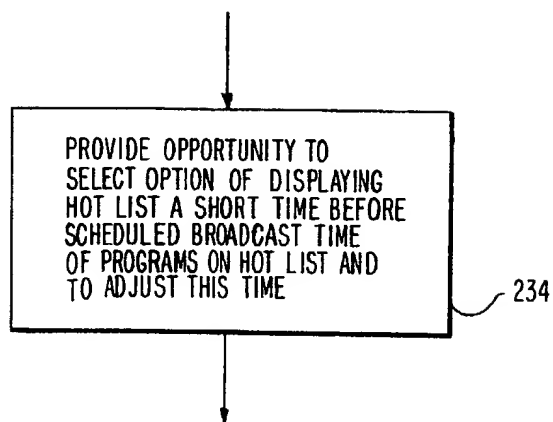 PROVIDE OPPORTUNITY TO
SELECT OPTION OF DISPLAYING
HOT LIST A SHORT TIME BEFORE
SCHEDULED BROADCAST TIME
OF PROGRAMS ON HOT LIST AND
TO ADJUST THIS TIME
234